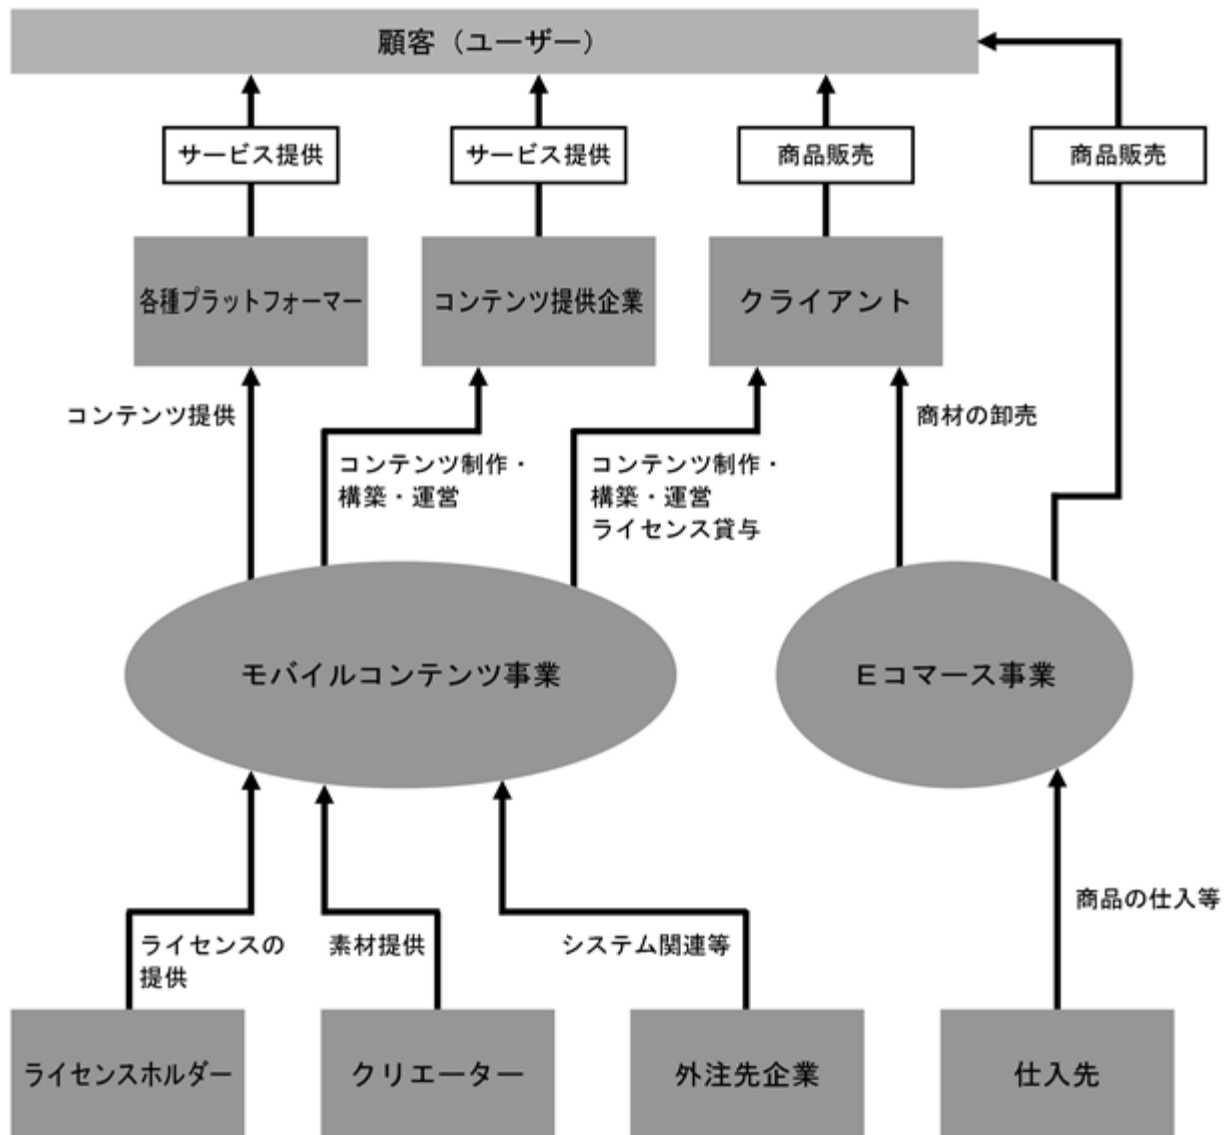 顧客（ユーザー）
サービス提供
サービス提供
商品販売
商品販売
各種プラットフォーマー
コンテンツ提供企業
クライアント
コンテンツ提供
コンテンツ制作・
構築・運営
コンテンツ制作・
構築・運営
ライセンス貸与
商材の卸売
モバイルコンテンツ事業
Ｅコマース事業
ライセンスの
提供
素材提供
システム関連等
商品の仕入等
ライセンスホルダー
クリエーター
外注先企業
仕入先